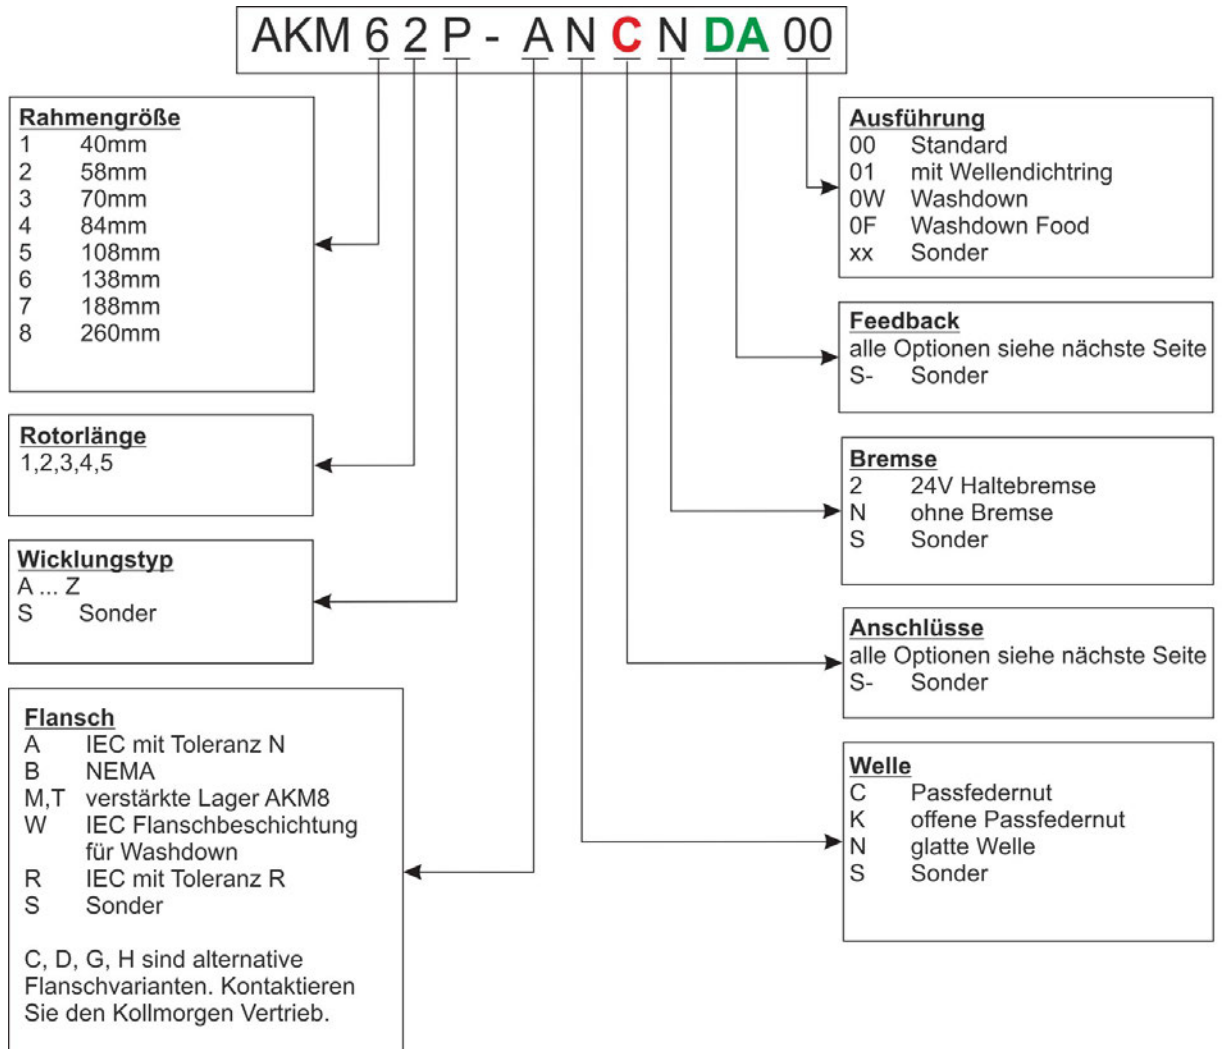 AKM 6 2 P - A N C N DA 00
Rahmengröße
1 40mm
2 58mm
3 70mm
4 84mm
5 108mm
6 138mm
7 188mm
8 260mm
Rotorlänge
1,2,3,4,5
Wicklungstyp
A ... Z
S Sonder
Flansch
A IEC mit Toleranz N
B NEMA
M,T verstärkte Lager AKM8
W IEC Flanschbeschichtung
für Washdown
R IEC mit Toleranz R
S Sonder
C, D, G, H sind alternative
Flanschvarianten. Kontaktieren
Sie den Kollmorgen Vertrieb.
Ausführung
00 Standard
01 mit Wellendichtring
0W Washdown
0F Washdown Food
xx Sonder
Feedback
alle Optionen siehe nächste Seite
S- Sonder
Bremse
2 24V Haltebremse
N ohne Bremse
S Sonder
Anschlüsse
alle Optionen siehe nächste Seite
S- Sonder
Welle
C Passfedernut
K offene Passfedernut
N glatte Welle
S Sonder